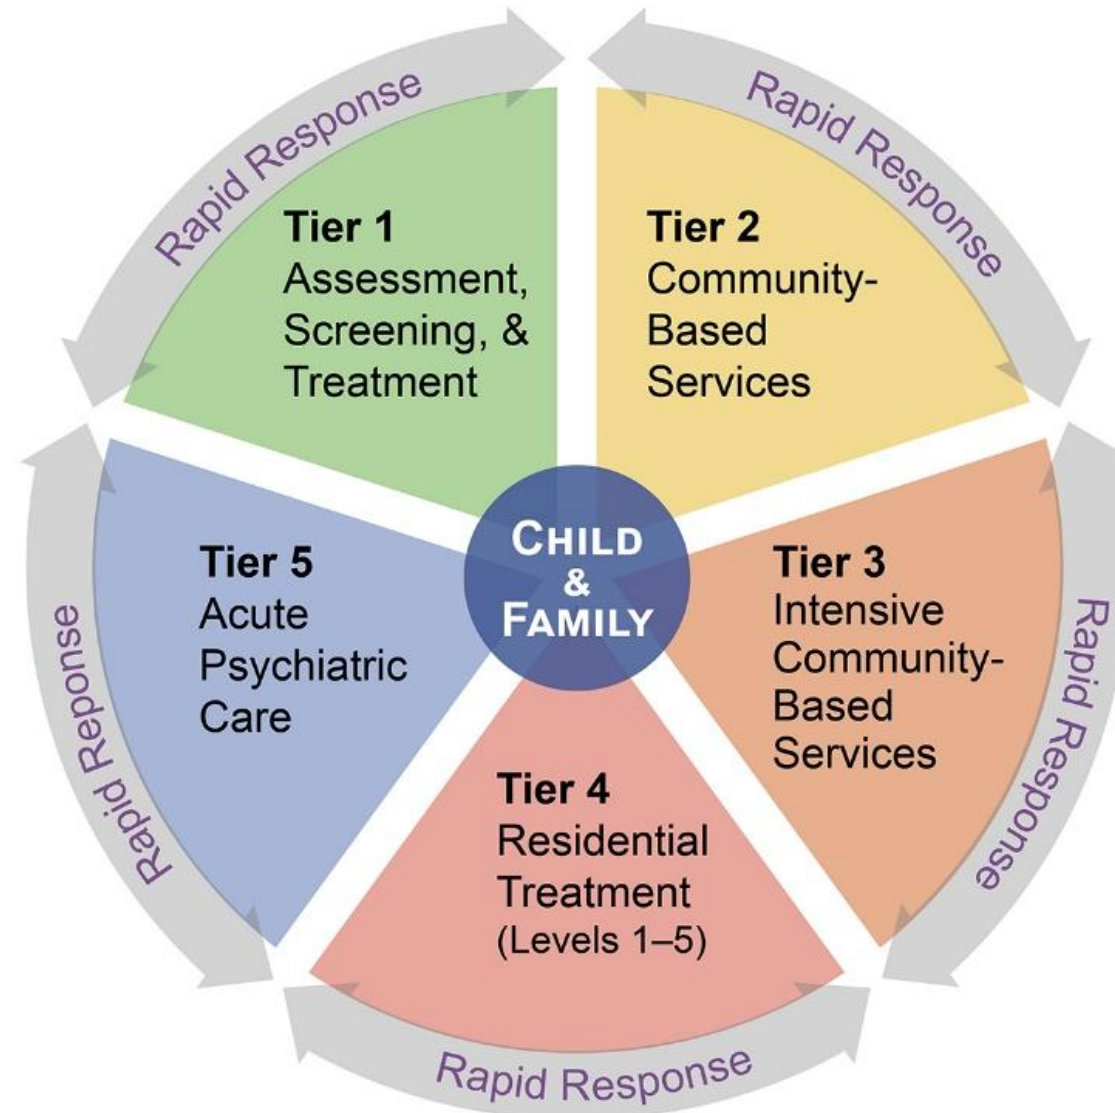 Rapid Response
Rapid Response
Tier 1
Assessment,
Screening, &
Treatment
Tier 2
Community-
Based
Services
CHILD
&
FAMILY
Tier 5
Acute
Psychiatric
Care
Tier 3
Intensive
Community-
Based
Services
Rapid Reponse
Rapid Response
Tier 4
Residential
Treatment
(Levels 1–5)
Rapid Response